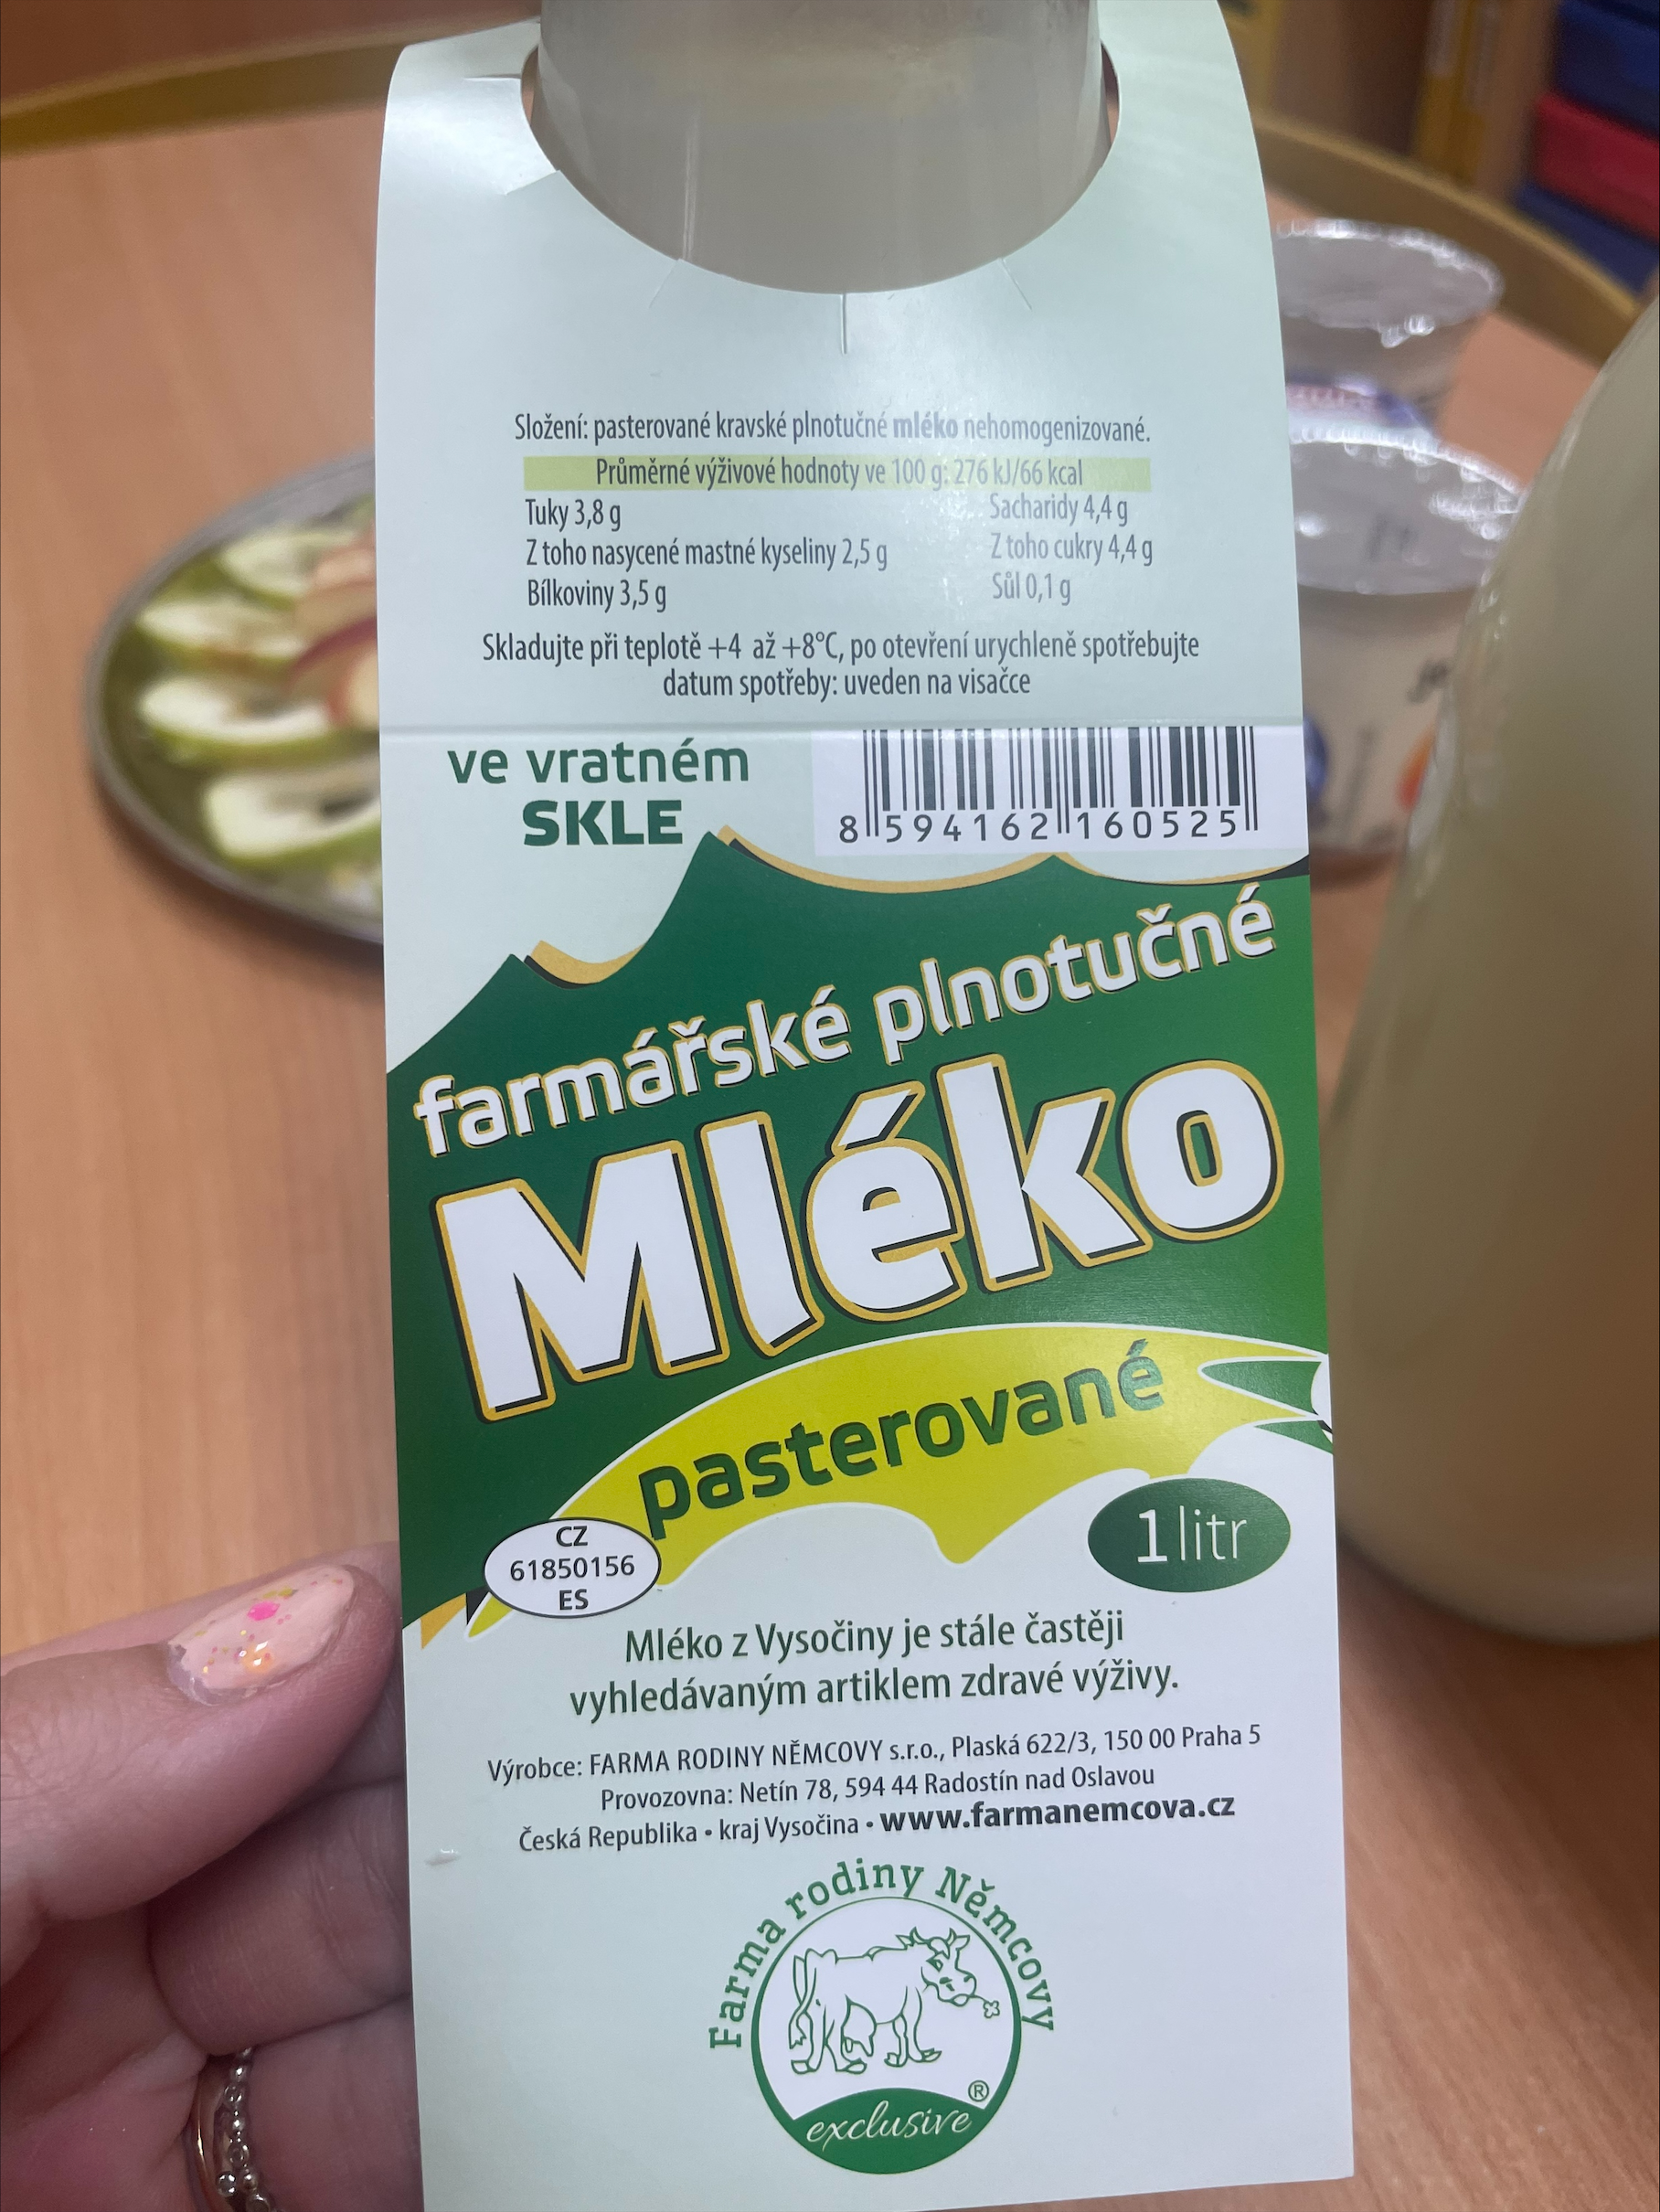 Složení: pasterované kravské plnotučné mléko nehomogenizované.
Průměrné výživové hodnoty ve 100 g: 276 kJ/66 kcal
Tuky 3,8 g
Sacharidy 4,4 g
Z toho nasycené mastné kyseliny 2,5 g
Z toho cukry 4,4 g
Bílkoviny 3,5 g
Sůl 0,1 g
Skladujte při teplotě +4 až +8°C, po otevření urychleně spotřebujte
datum spotřeby: uveden na visačce
ve vratném
SKLE
8 594162 160525
farmářské plnotučné
Mléko
pasterované
1 litr
CZ
61850156
ES
Mléko z Vysočiny je stále častěji
vyhledávaným artiklem zdravé výživy.
Výrobce: FARMA RODINY NĚMCOVY s.r.o., Plaská 622/3, 150 00 Praha 5
Provozovna: Netín 78, 594 44 Radostín nad Oslavou
Česká Republika • kraj Vysočina • www.farmanemcova.cz
Farma rodiny Němcovy
®
exclusive